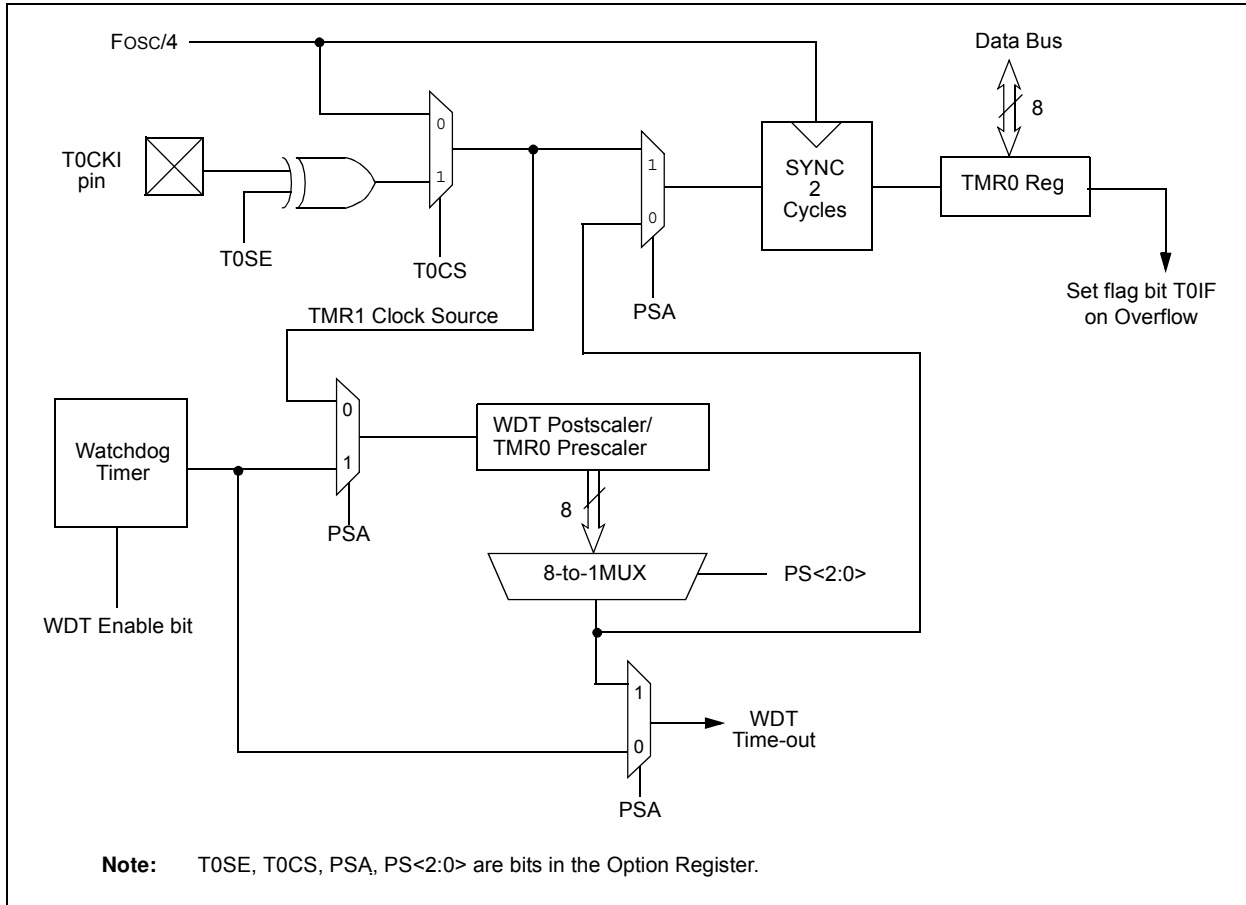 FOSC/4
Data Bus
8
T0CKI
pin
0
1
T0SE
T0CS
1
0
PSA
SYNC
2
Cycles
TMR0 Reg
Set flag bit T0IF
on Overflow
TMR1 Clock Source
Watchdog
Timer
WDT Enable bit
0
1
PSA
WDT Postscaler/
TMR0 Prescaler
8
8-to-1MUX
PS<2:0>
1
0
PSA
WDT
Time-out
Note: T0SE, T0CS, PSA, PS<2:0> are bits in the Option Register.